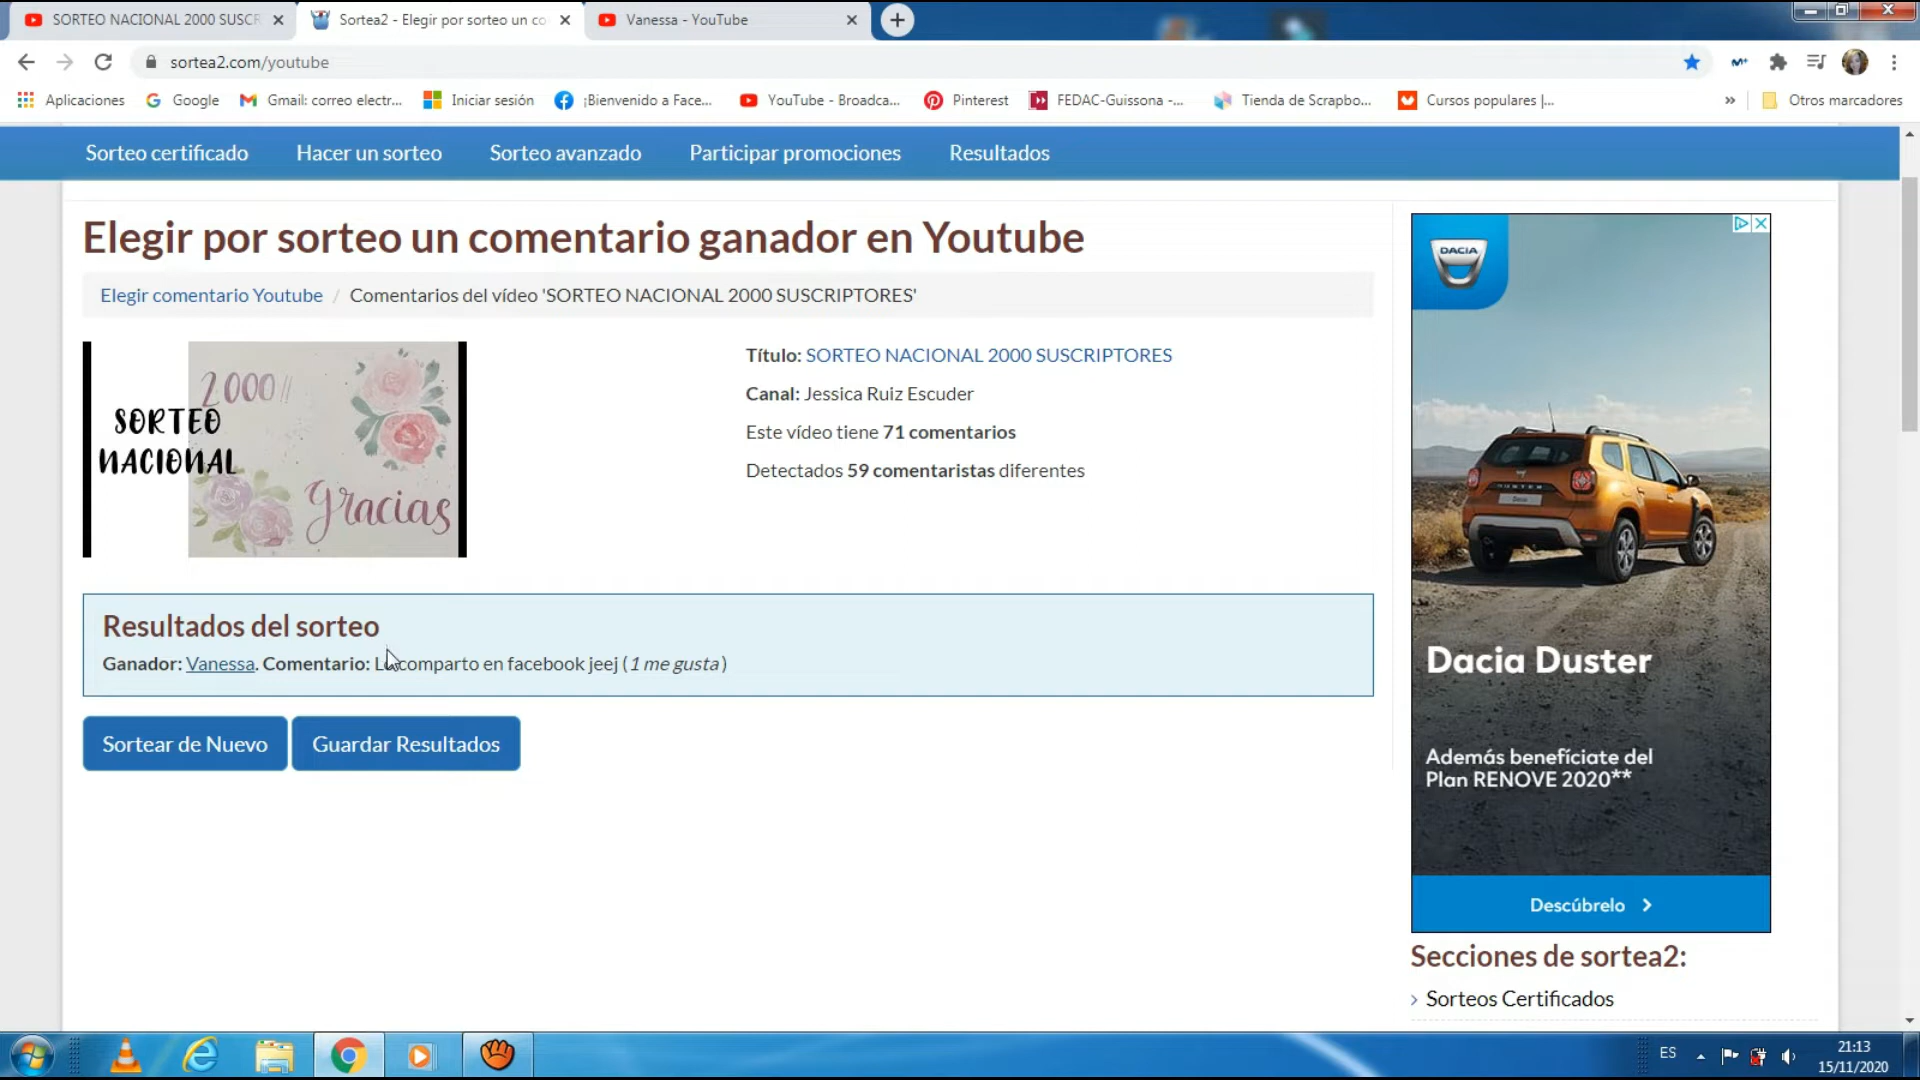 SORTEO NACIONAL 2000 SUSCR
Sortea2 - Elegir por sorteo un co
Vanessa - YouTube
sortea2.com/youtube
Aplicaciones
Google
Gmail: correo electr...
Iniciar sesión
¡Bienvenido a Face...
YouTube - Broadca...
Pinterest
FEDAC-Guissona -...
Tienda de Scrapbo...
Cursos populares |...
Otros marcadores
Sorteo certificado
Hacer un sorteo
Sorteo avanzado
Participar promociones
Resultados
Elegir por sorteo un comentario ganador en Youtube
Elegir comentario Youtube / Comentarios del vídeo 'SORTEO NACIONAL 2000 SUSCRIPTORES'
2000//
SORTEO
NACIONAL
gracias
Título: SORTEO NACIONAL 2000 SUSCRIPTORES
Canal: Jessica Ruiz Escuder
Este vídeo tiene 71 comentarios
Detectados 59 comentaristas diferentes
Resultados del sorteo
Ganador: Vanessa. Comentario: Lo comparto en facebook jeej (1 me gusta)
Sortear de Nuevo
Guardar Resultados
DACIA
DUSTER
Dacia Duster
Además benefíciate del
Plan RENOVE 2020**
Descúbrelo
Secciones de sortea2:
Sorteos Certificados
ES
21:13
15/11/2020